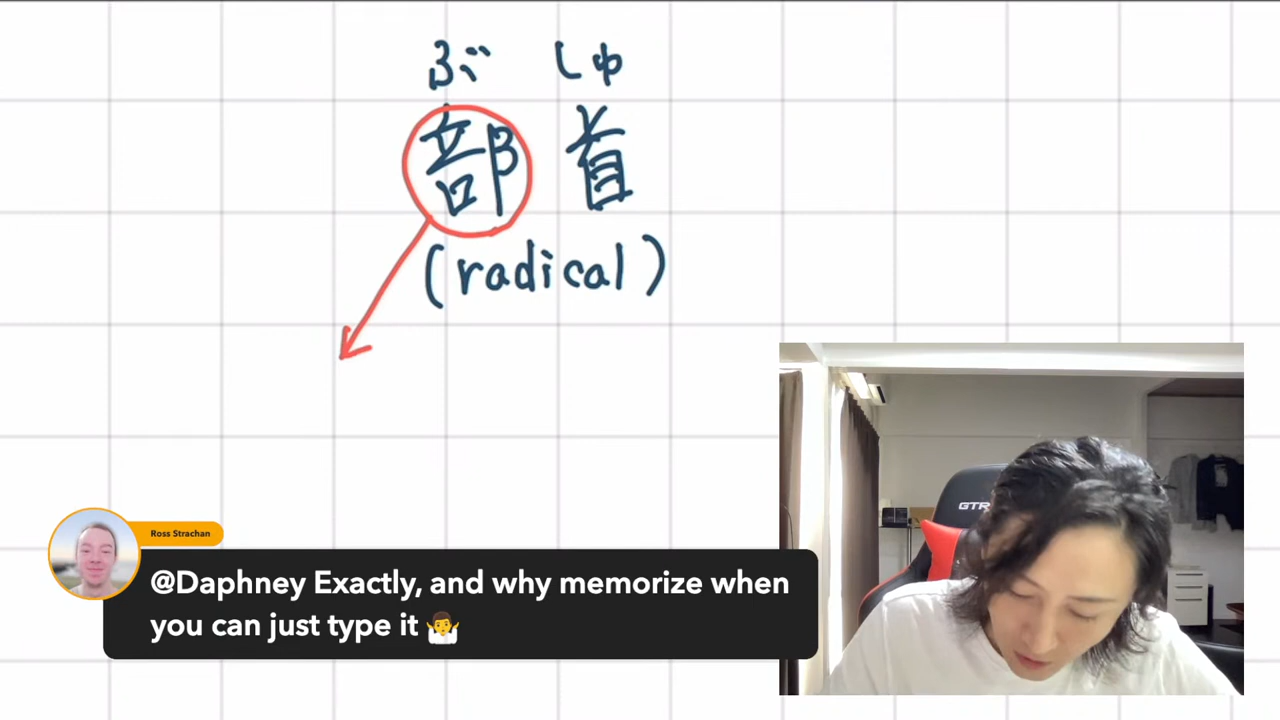 ぶしゅ
部首
(radical)
GTR
Ross Strachan
@Daphney Exactly, and why memorize when
you can just type it 🤷‍♂️